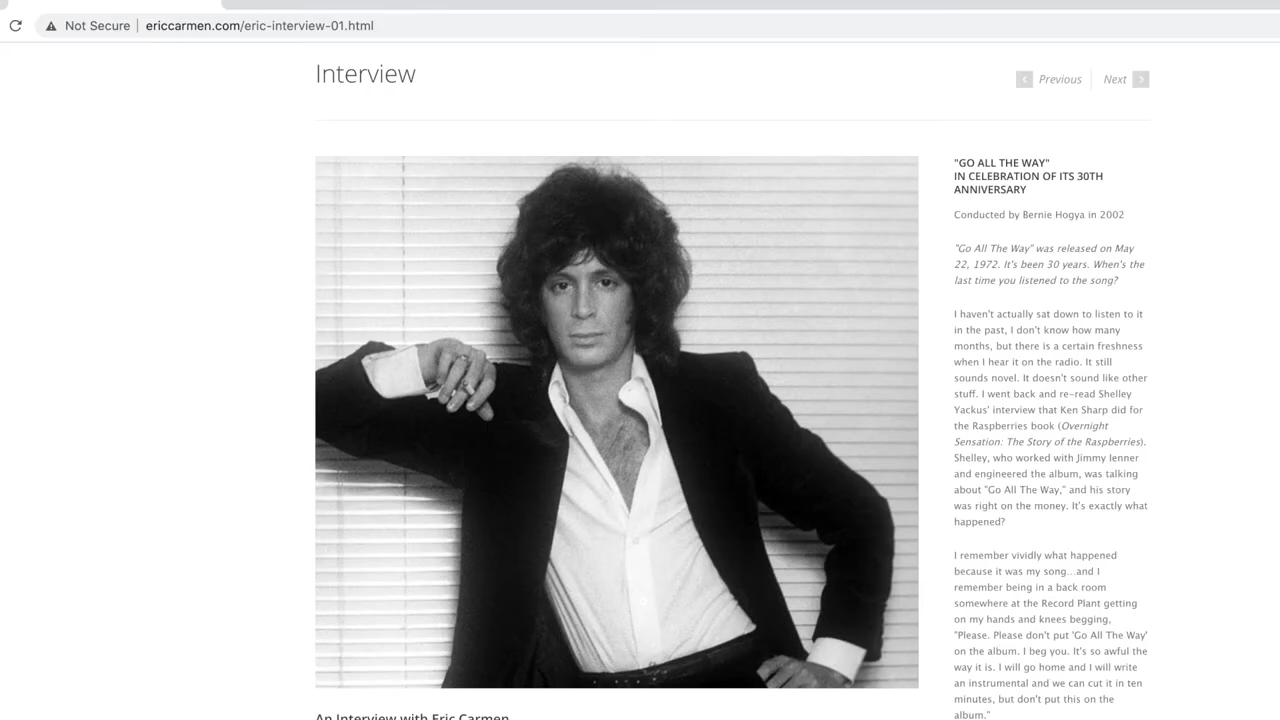 Not Secure | ericcarmen.com/eric-interview-01.html
Interview
Previous
Next
"GO ALL THE WAY"
IN CELEBRATION OF ITS 30TH
ANNIVERSARY
Conducted by Bernie Hogya in 2002
"Go All The Way" was released on May
22, 1972. It's been 30 years. When's the
last time you listened to the song?
I haven't actually sat down to listen to it
in the past, I don't know how many
months, but there is a certain freshness
when I hear it on the radio. It still
sounds novel. It doesn't sound like other
stuff. I went back and re-read Shelley
Yackus' interview that Ken Sharp did for
the Raspberries book (Overnight
Sensation: The Story of the Raspberries).
Shelley, who worked with Jimmy Ienner
and engineered the album, was talking
about "Go All The Way," and his story
was right on the money. It's exactly what
happened?
I remember vividly what happened
because it was my song...and I
remember being in a back room
somewhere at the Record Plant getting
on my hands and knees begging,
"Please. Please don't put 'Go All The Way'
on the album. I beg you. It's so awful the
way it is. I will go home and I will write
an instrumental and we can cut it in ten
minutes, but don't put this on the
album."
An Interview with Eric Carmen